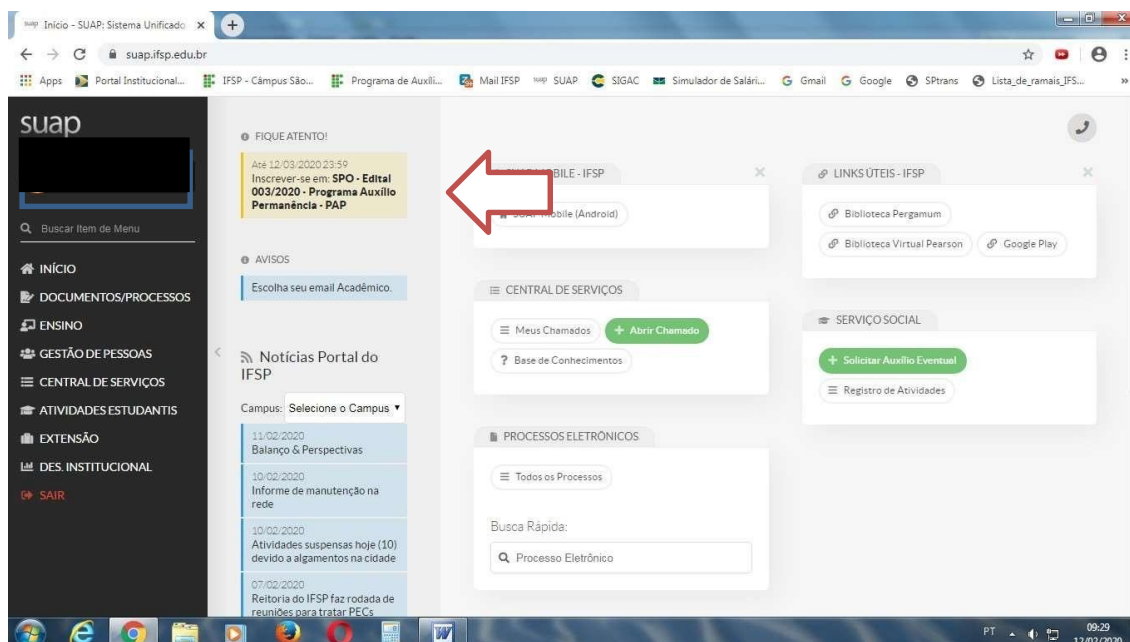 Início - SUAP: Sistema Unificado
suap.ifsp.edu.br
Apps
Portal Institucional...
IFSP - Câmpus São...
Programa de Auxíli...
Mail IFSP
SUAP
SIGAC
Simulador de Salári...
Gmail
Google
SPtrans
Lista_de_ramais_IFS...
suap
Buscar Item de Menu
INÍCIO
DOCUMENTOS/PROCESSOS
ENSINO
GESTÃO DE PESSOAS
CENTRAL DE SERVIÇOS
ATIVIDADES ESTUDANTIS
EXTENSÃO
DES. INSTITUCIONAL
SAIR
FIQUE ATENTO!
Até 12/03/2020 23:59
Inscrever-se em: SPO - Edital
003/2020 - Programa Auxílio
Permanência - PAP
AVISOS
Escolha seu email Acadêmico.
Notícias Portal do
IFSP
Campus: Selecione o Campus
11/02/2020
Balanço & Perspectivas
10/02/2020
Informe de manutenção na
rede
10/02/2020
Atividades suspensas hoje (10)
devido a algamentos na cidade
07/02/2020
Reitoria do IFSP faz rodada de
reuniões para tratar PECs
- IFSP
(Android)
CENTRAL DE SERVIÇOS
Meus Chamados
+ Abrir Chamado
? Base de Conhecimentos
PROCESSOS ELETRÔNICOS
Todos os Processos
Busca Rápida:
Processo Eletrônico
LINKS ÚTEIS - IFSP
Biblioteca Pergamum
Biblioteca Virtual Pearson
Google Play
SERVIÇO SOCIAL
+ Solicitar Auxílio Eventual
Registro de Atividades
PT
09:29
12/02/2020